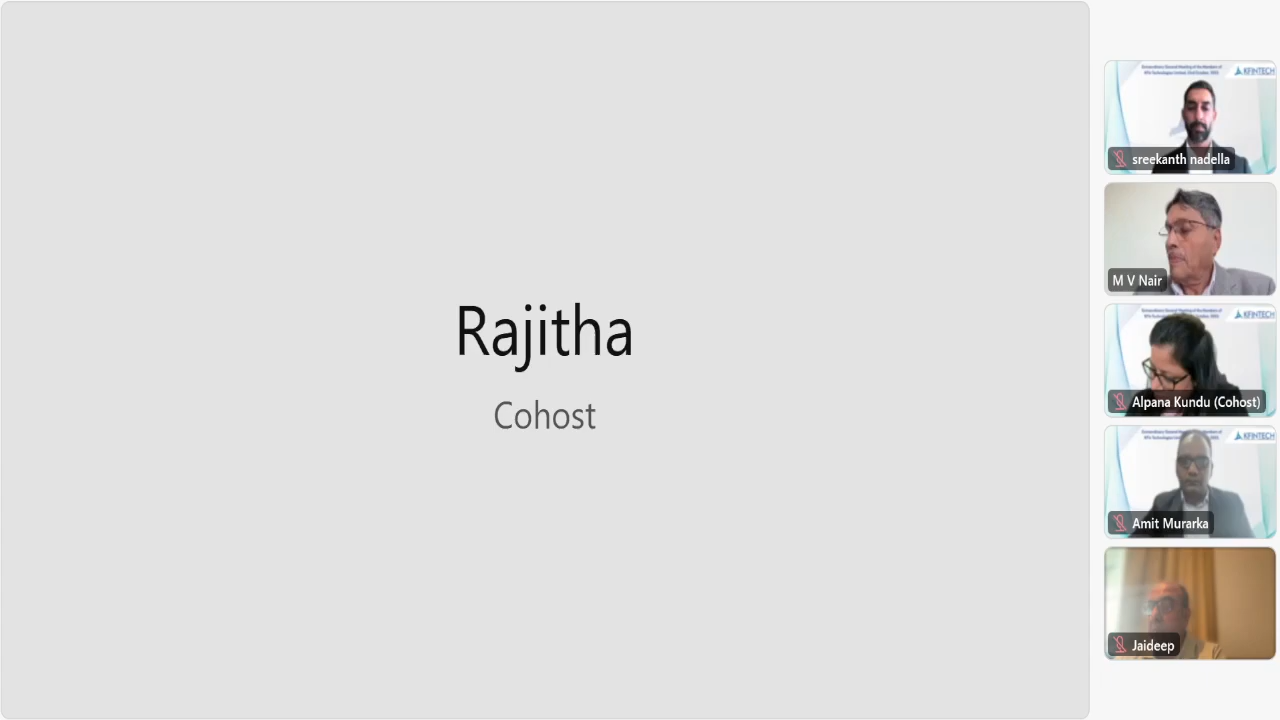 Rajitha
Cohost
KFINTECH
sreekanth nadella
M V Nair
KFINTECH
Alpana Kundu (Cohost)
KFINTECH
Amit Murarka
Jaideep